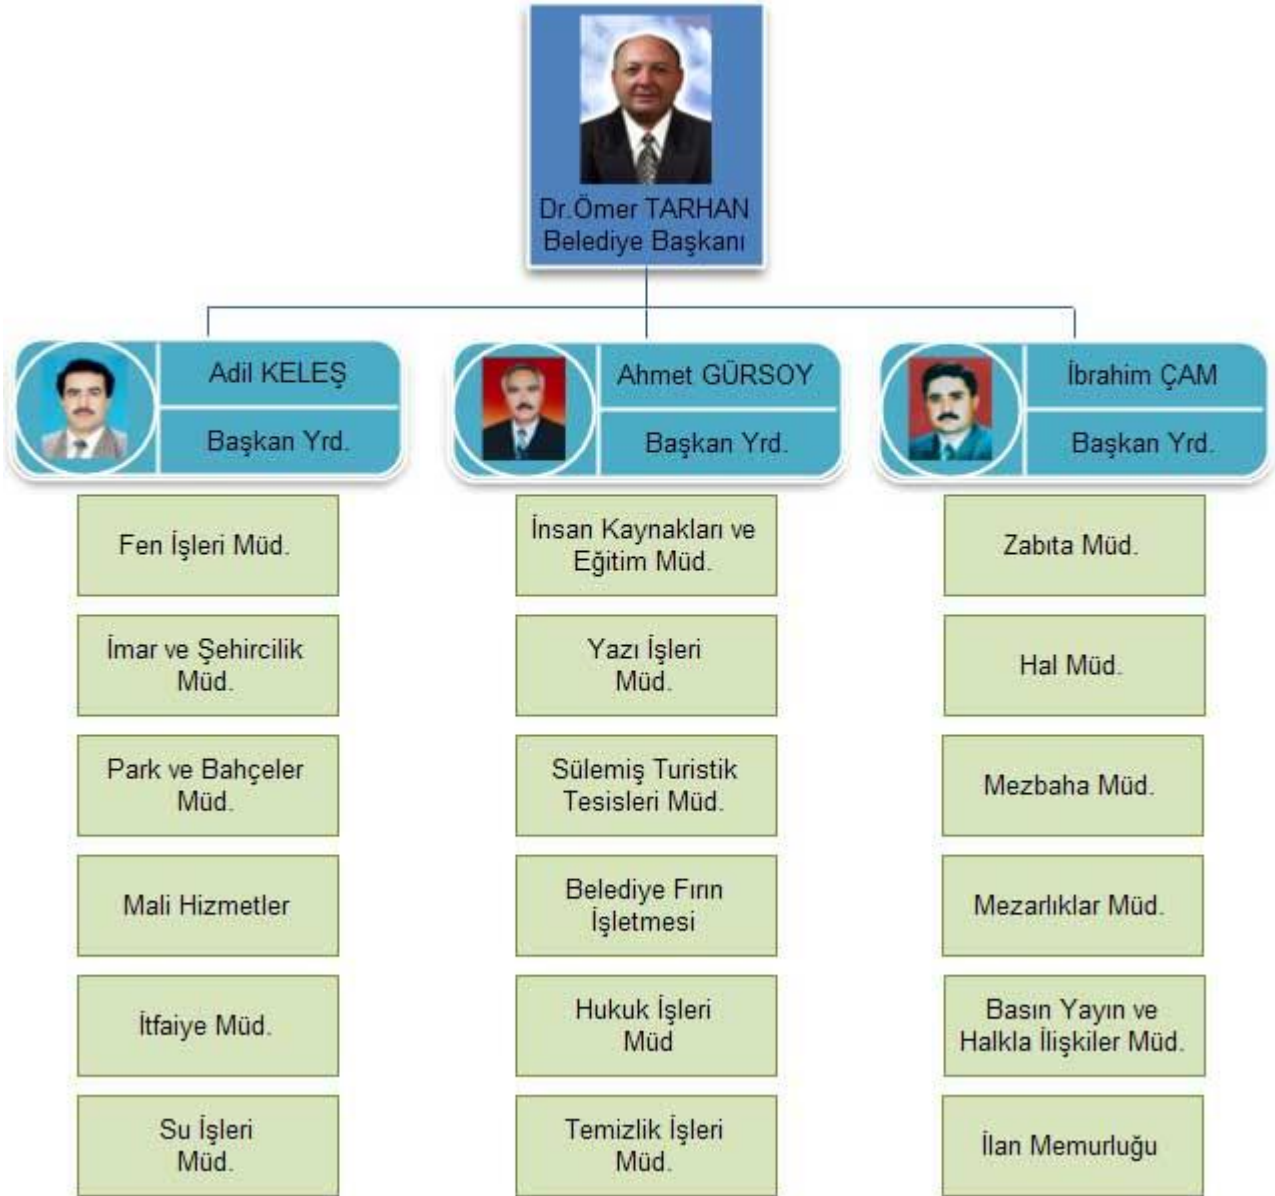 Dr.Ömer TARHAN
Belediye Başkanı
Adil KELEŞ
Başkan Yrd.
Ahmet GÜRSOY
Başkan Yrd.
İbrahim ÇAM
Başkan Yrd.
Fen İşleri Müd.
İmar ve Şehircilik
Müd.
Park ve Bahçeler
Müd.
Mali Hizmetler
İtfaiye Müd.
Su İşleri
Müd.
İnsan Kaynakları ve
Eğitim Müd.
Yazı İşleri
Müd.
Sülemiş Turistik
Tesisleri Müd.
Belediye Fırın
İşletmesi
Hukuk İşleri
Müd
Temizlik İşleri
Müd.
Zabıta Müd.
Hal Müd.
Mezbaha Müd.
Mezarlıklar Müd.
Basın Yayın ve
Halkla İlişkiler Müd.
İlan Memurluğu